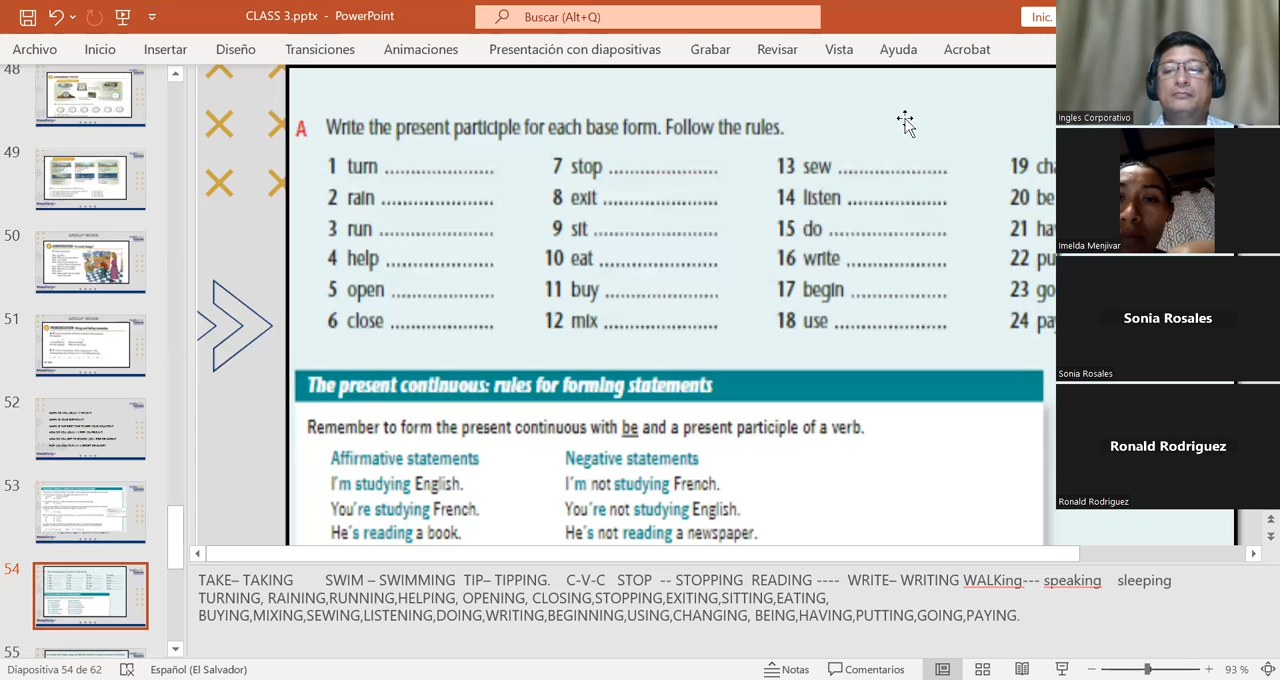 CLASS 3.pptx - PowerPoint
Buscar (Alt+Q)
Inic.
Archivo Inicio Insertar Diseño Transiciones Animaciones Presentación con diapositivas Grabar Revisar Vista Ayuda Acrobat
48
49
50
51
52
53
54
55
A Write the present participle for each base form. Follow the rules.
1 turn ........................ 7 stop ........................ 13 sew ........................ 19
2 rain ........................ 8 exit ........................ 14 listen ...................... 20 be
3 run ........................ 9 sit ........................ 15 do ........................ 21
4 help ........................ 10 eat ........................ 16 write ...................... 22
5 open ........................ 11 buy ........................ 17 begin ...................... 23 go
6 close ........................ 12 mix ........................ 18 use ........................ 24
The present continuous: rules for forming statements
Remember to form the present continuous with be and a present participle of a verb.
Affirmative statements Negative statements
I'm studying English. I'm not studying French.
You're studying French. You're not studying English.
He's reading a book. He's not reading a newspaper.
TAKE– TAKING SWIM – SWIMMING TIP– TIPPING. C-V-C STOP -- STOPPING READING ---- WRITE– WRITING WALKing--- speaking sleeping
TURNING, RAINING,RUNNING,HELPING, OPENING, CLOSING,STOPPING,EXITING,SITTING,EATING,
BUYING,MIXING,SEWING,LISTENING,DOING,WRITING,BEGINNING,USING,CHANGING, BEING,HAVING,PUTTING,GOING,PAYING.
Diapositiva 54 de 62 Español (El Salvador) Notas Comentarios 93 %
Ingles Corporativo
Imelda Menjivar
Sonia Rosales
Sonia Rosales
Ronald Rodriguez
Ronald Rodriguez